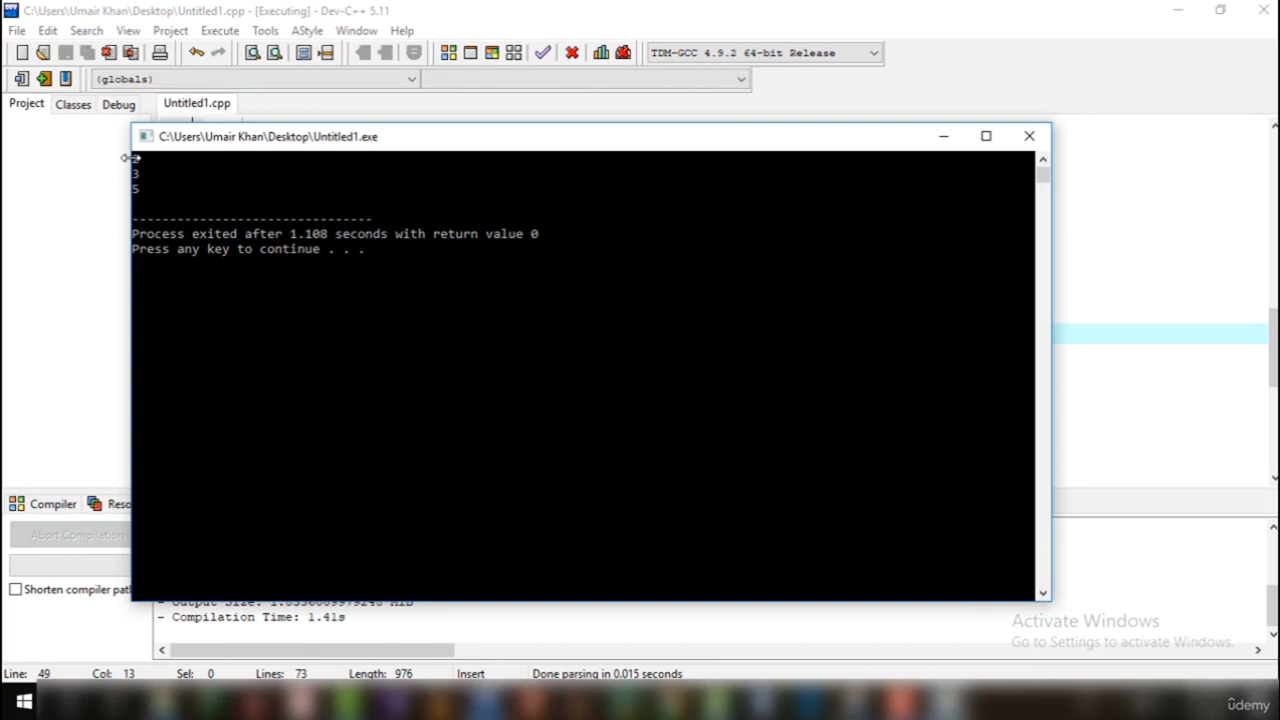 C:\Users\Umair Khan\Desktop\Untitled1.cpp - [Executing] - Dev-C++ 5.11
File Edit Search View Project Execute Tools AStyle Window Help
TDM-GCC 4.9.2 64-bit Release
(globals)
Project Classes Debug Untitled1.cpp
C:\Users\Umair Khan\Desktop\Untitled1.exe
3
5
--------------------------------
Process exited after 1.108 seconds with return value 0
Press any key to continue . . .
Compiler
Abort Compilation
Shorten compiler
- Compilation Time: 1.41s
Activate Windows
Go to Settings to activate Windows.
Line: 49 Col: 13 Sel: 0 Lines: 73 Length: 976 Insert Done parsing in 0.015 seconds
ûdemy